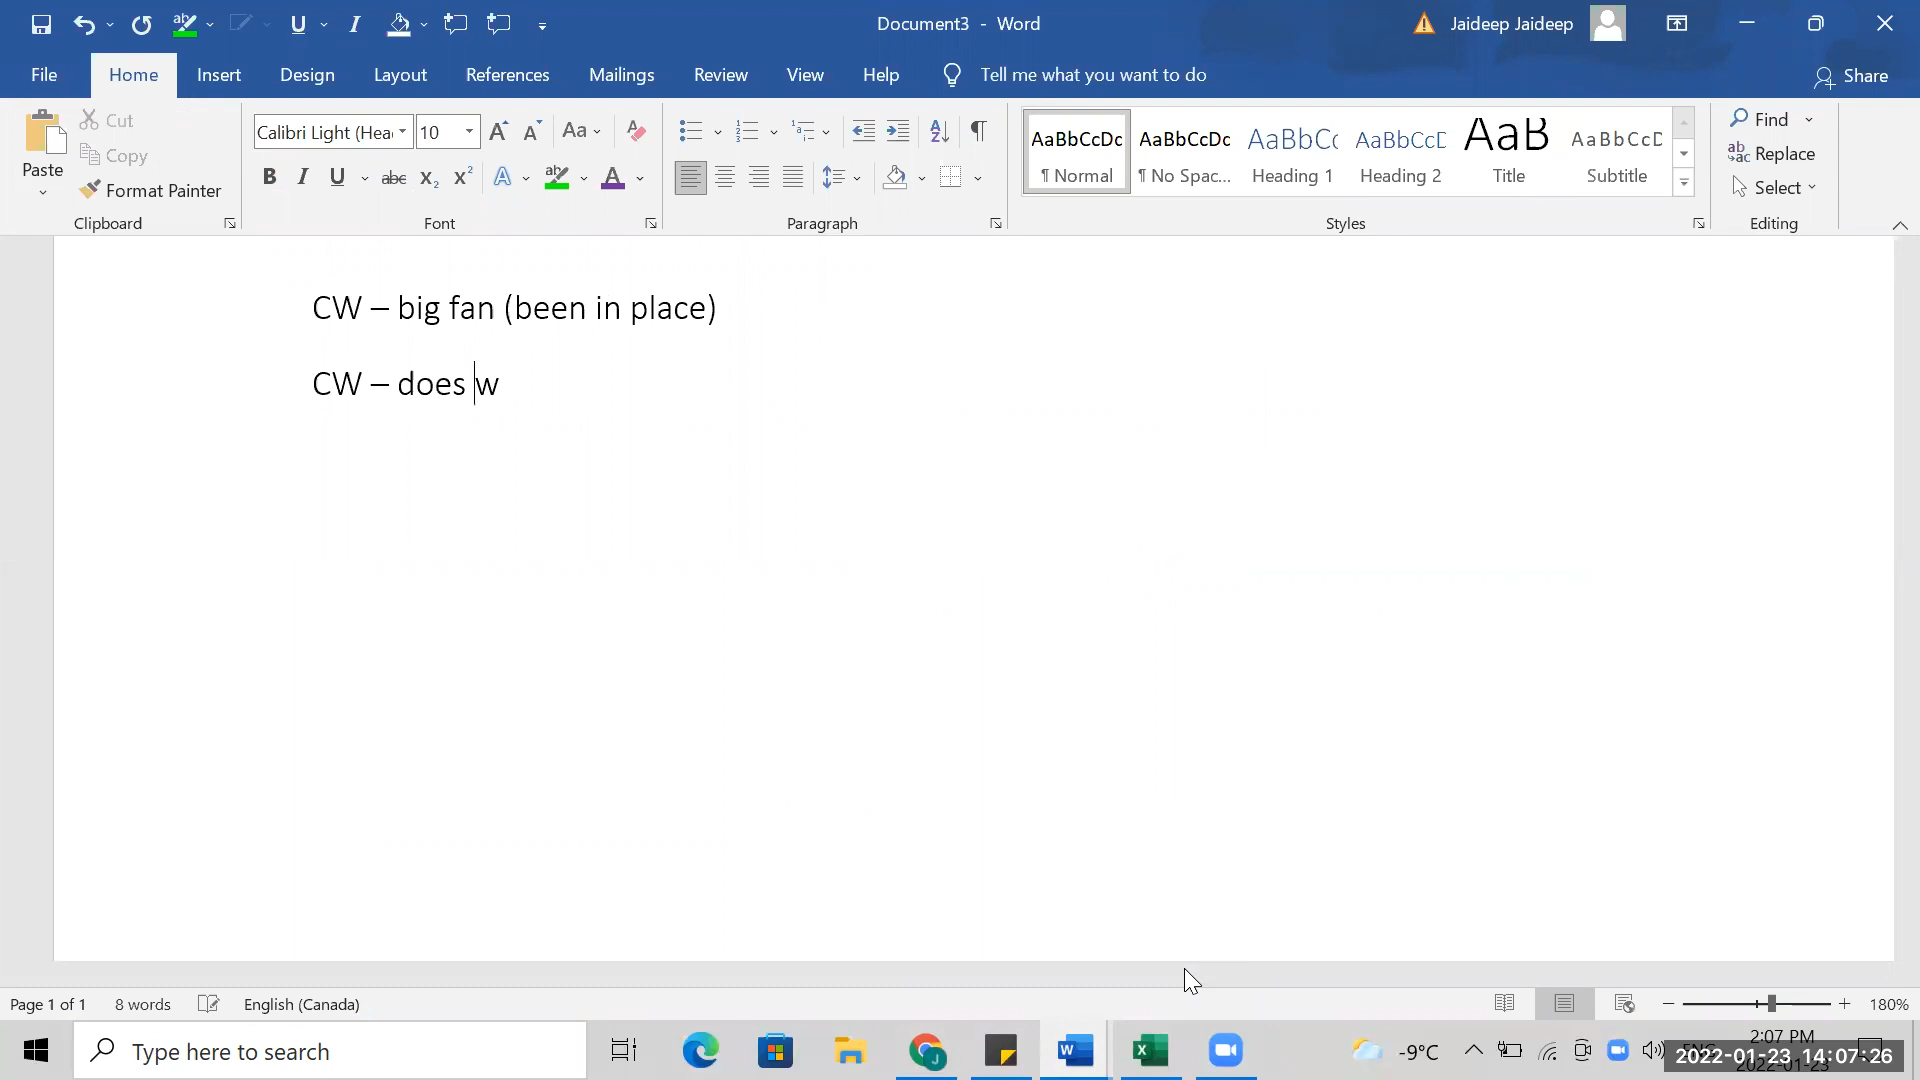 Document3 - Word
Jaideep Jaideep
File Home Insert Design Layout References Mailings Review View Help Tell me what you want to do Share
Paste
Cut
Copy
Format Painter
Clipboard
Calibri Light (Hea 10
Font
Paragraph
AaBbCcDc AaBbCcDc AaBbCc AaBbCcD AaB AaBbCcD
¶ Normal ¶ No Spac... Heading 1 Heading 2 Title Subtitle
Styles
Find
Replace
Select
Editing
CW – big fan (been in place)
CW – does w
Page 1 of 1 8 words English (Canada) 180%
Type here to search
-9°C
2:07 PM
2022-01-23 14:07:26
2022-01-23